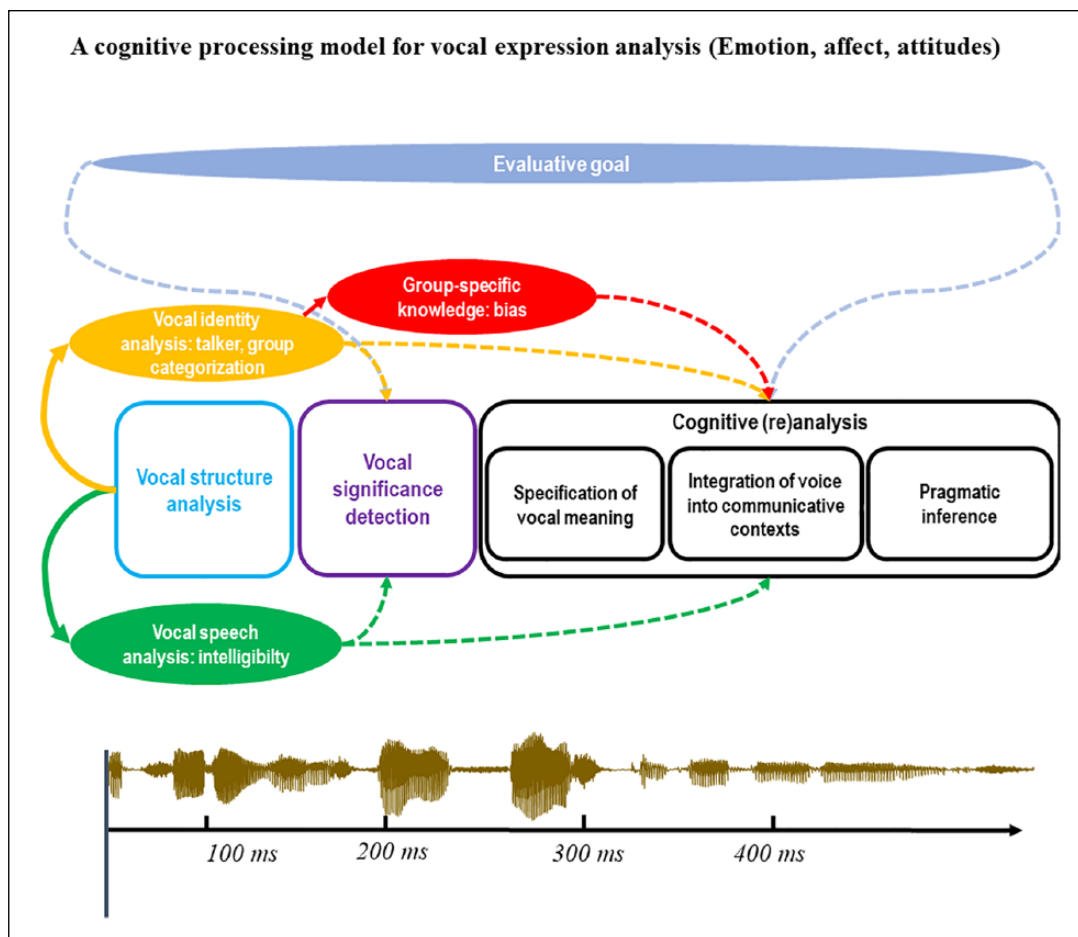 A cognitive processing model for vocal expression analysis (Emotion, affect, attitudes)
Evaluative goal
Group-specific
knowledge: bias
Vocal identity
analysis: talker, group
categorization
Vocal structure
analysis
Vocal
significance
detection
Cognitive (re)analysis
Specification of
vocal meaning
Integration of voice
into communicative
contexts
Pragmatic
inference
Vocal speech
analysis: intelligibilty
100 ms
200 ms
300 ms
400 ms